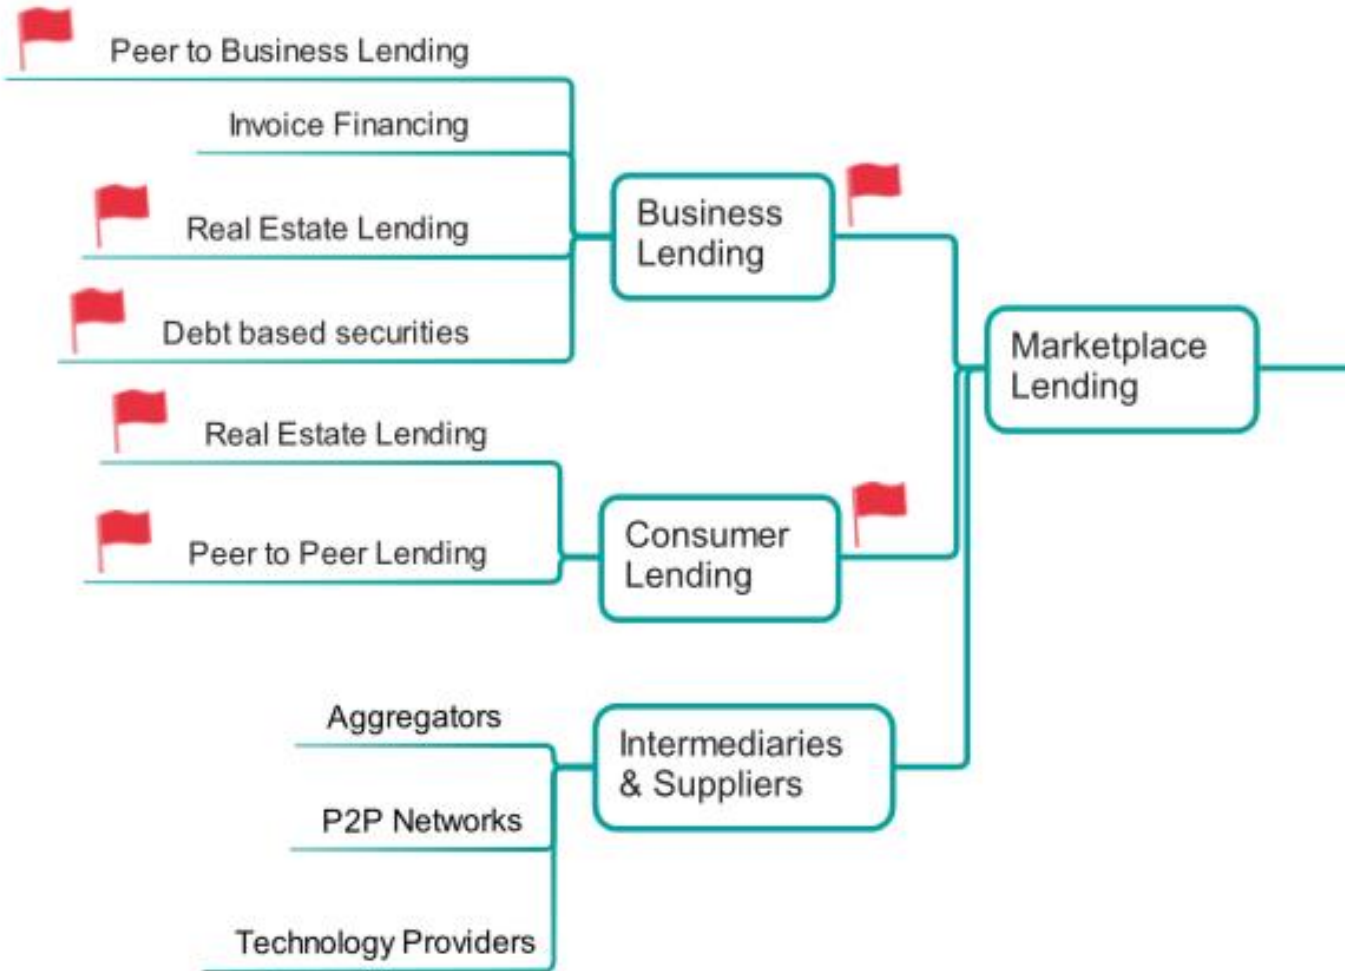 Peer to Business Lending
Invoice Financing
Real Estate Lending
Debt based securities
Business
Lending
Real Estate Lending
Peer to Peer Lending
Consumer
Lending
Marketplace
Lending
Aggregators
P2P Networks
Technology Providers
Intermediaries
& Suppliers